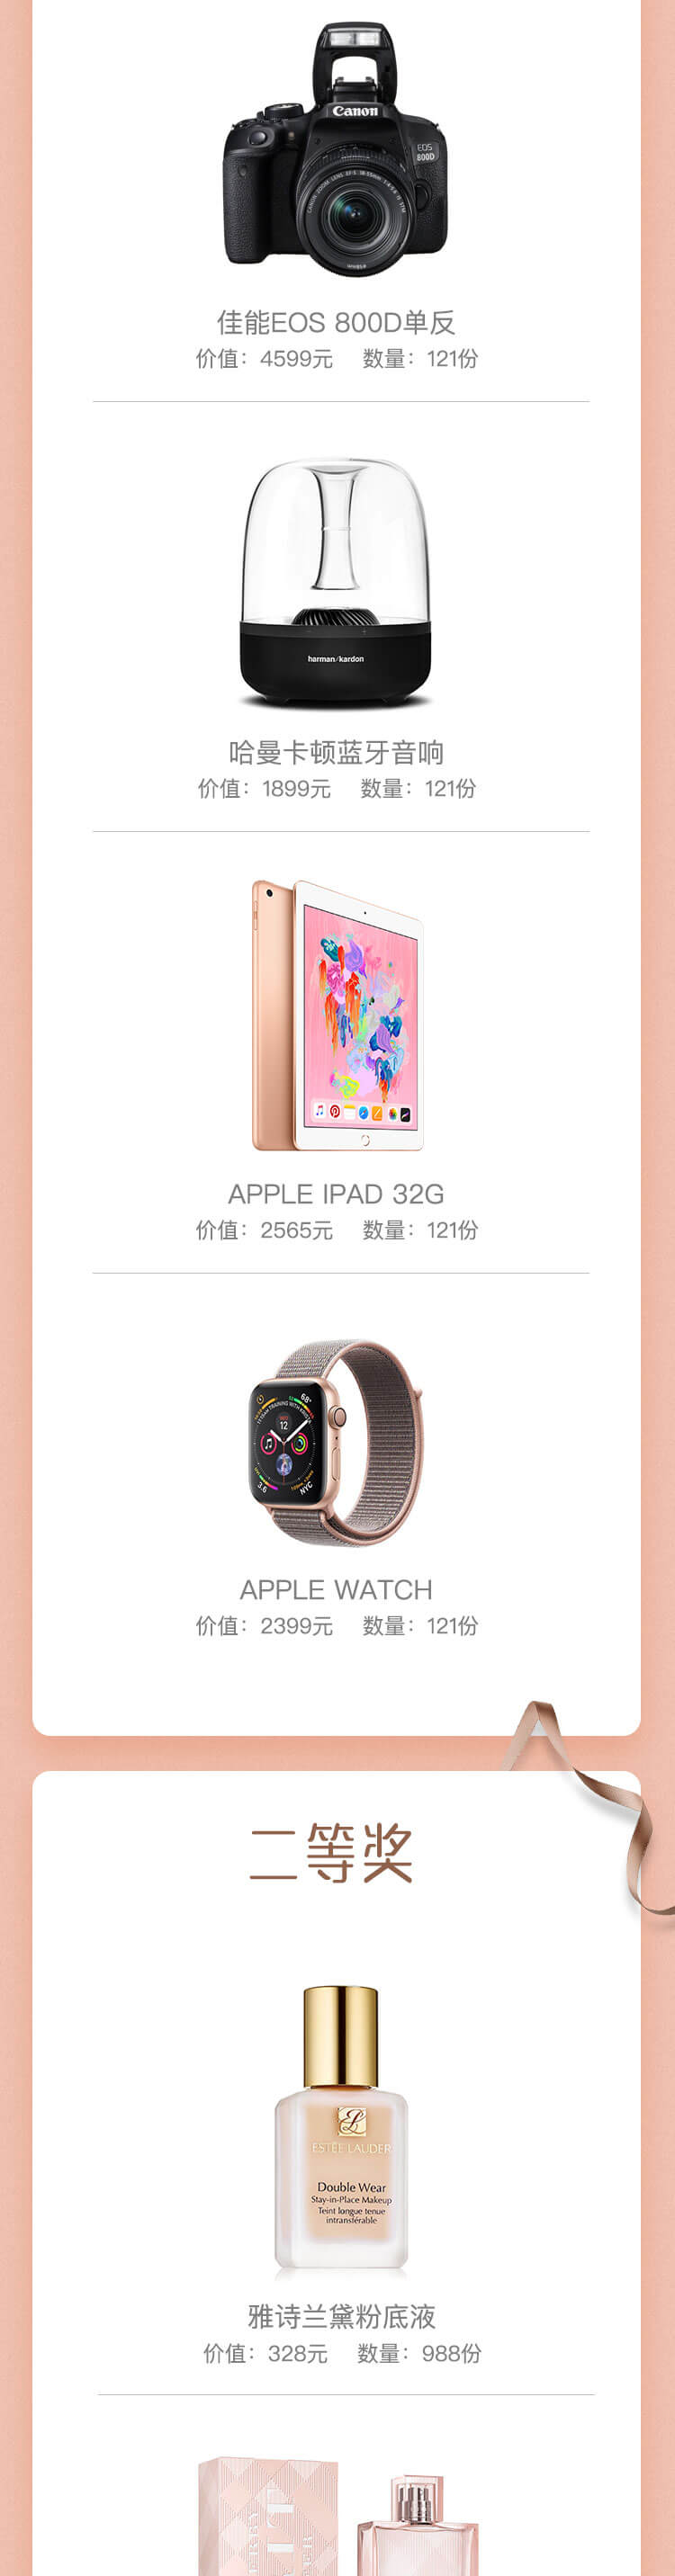 Canon
EOS
800D
佳能EOS 800D单反
价值：4599元 数量：121份
harman/kardon
哈曼卡顿蓝牙音响
价值：1899元 数量：121份
APPLE IPAD 32G
价值：2565元 数量：121份
68°
12
3.6
NYC
APPLE WATCH
价值：2399元 数量：121份
二等奖
ESTĒE LAUDER
Double Wear
Stay-in-Place Makeup
Teint longue tenue
intransférable
雅诗兰黛粉底液
价值：328元 数量：988份